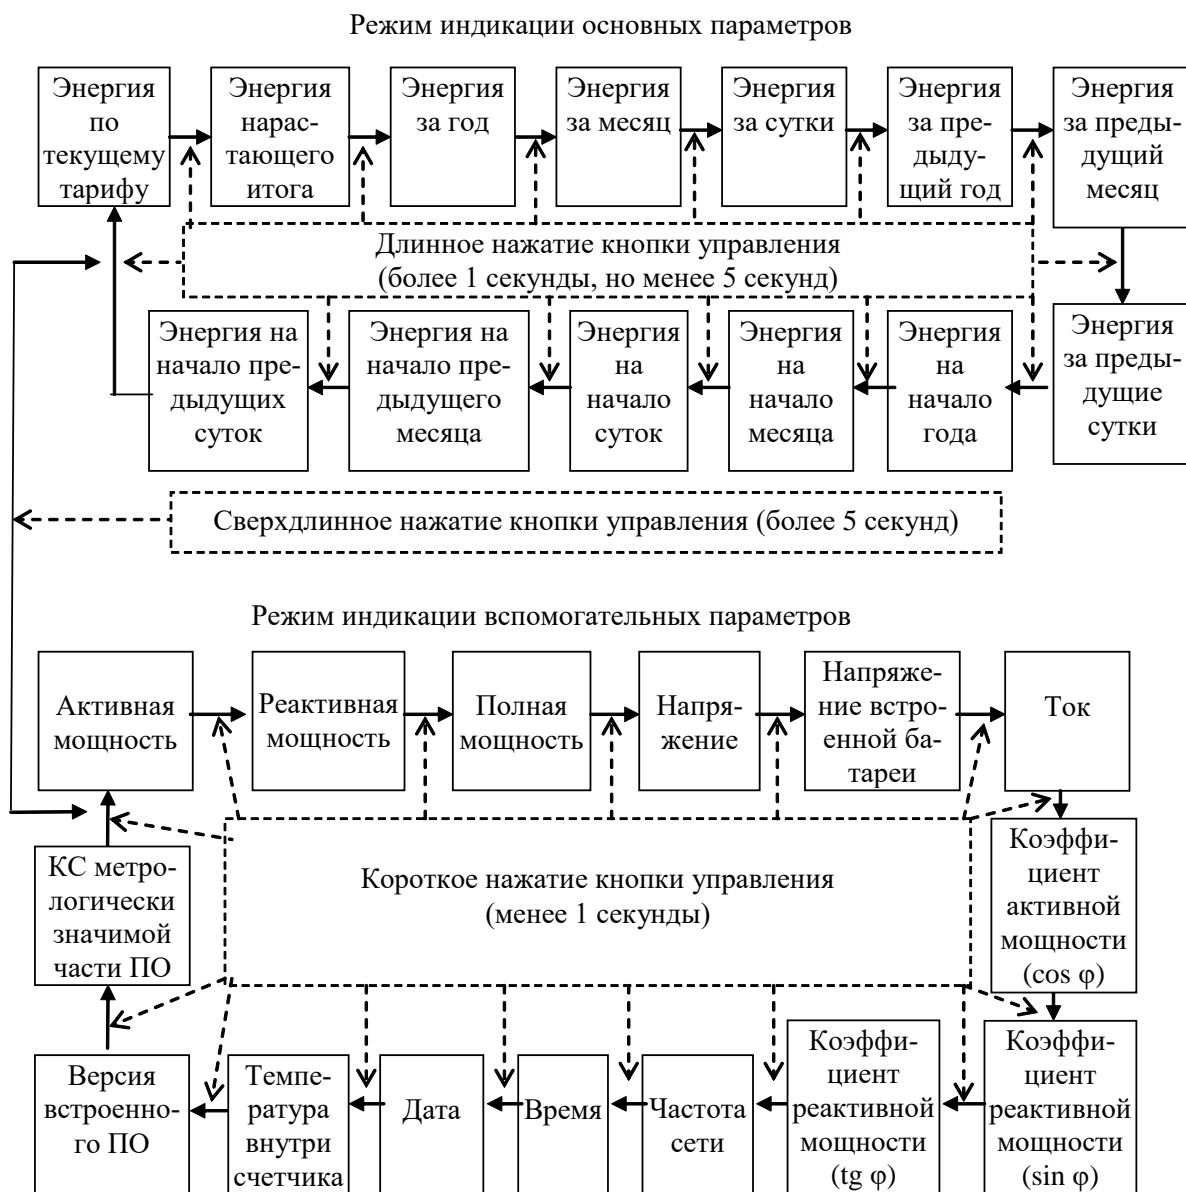 Режим индикации основных параметров
Энергия
по
текущему
тарифу
Энергия
нарас-
тающего
итога
Энергия
за год
Энергия
за месяц
Энергия
за сутки
Энергия
за пре-
дыду-
щий год
Энергия
за преды-
дущий
месяц
Длинное нажатие кнопки управления
(более 1 секунды, но менее 5 секунд)
Энергия на
начало пре-
дыдущих
суток
Энергия на
начало пре-
дыдущего
месяца
Энергия
на
начало
суток
Энергия
на
начало
месяца
Энергия
на
начало
года
Энергия
за преды-
дущие
сутки
Сверхдлинное нажатие кнопки управления (более 5 секунд)
Режим индикации вспомогательных параметров
Активная
мощность
Реактивная
мощность
Полная
мощность
Напря-
жение
Напряже-
ние встро-
енной ба-
тареи
Ток
КС метро-
логически
значимой
части ПО
Короткое нажатие кнопки управления
(менее 1 секунды)
Коэффи-
циент
активной
мощности
(cos φ)
Версия
встроенно-
го ПО
Темпе-
ратура
внутри
счетчика
Дата
Время
Частота
сети
Коэффи-
циент
реактивной
мощности
(tg φ)
Коэффи-
циент
реактивной
мощности
(sin φ)